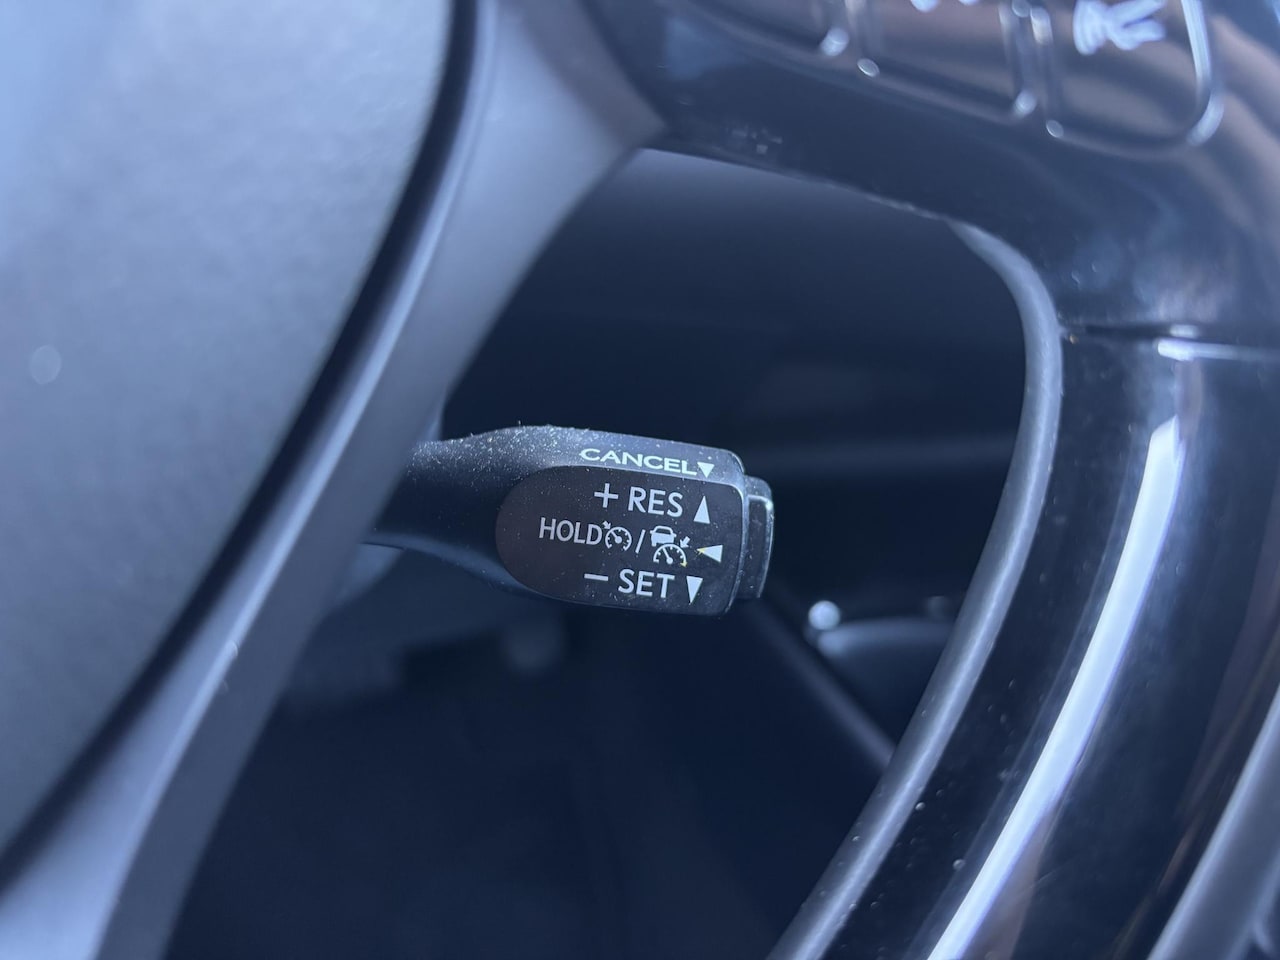 CANCEL▼
+ RES ▲
HOLD / ◀
− SET ▼